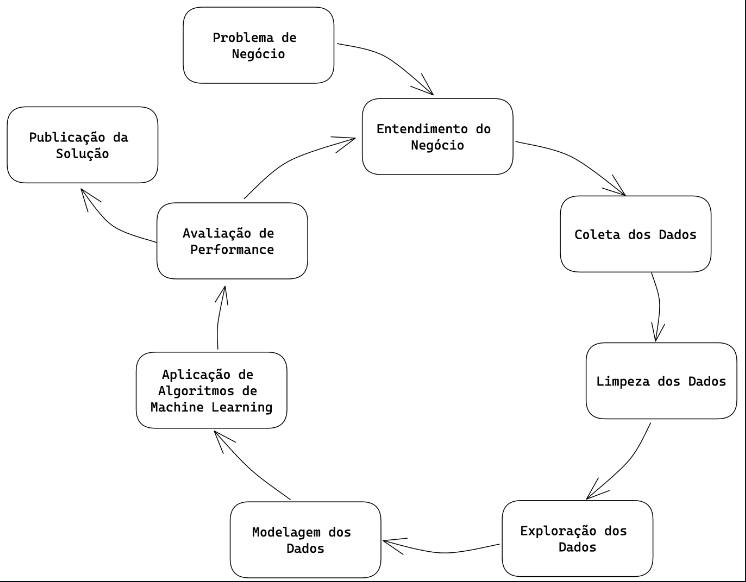 Problema de
Negócio
Entendimento do
Negócio
Publicação da
Solução
Avaliação de
Performance
Coleta dos Dados
Aplicação de
Algoritmos de
Machine Learning
Limpeza dos Dados
Modelagem dos
Dados
Exploração dos
Dados